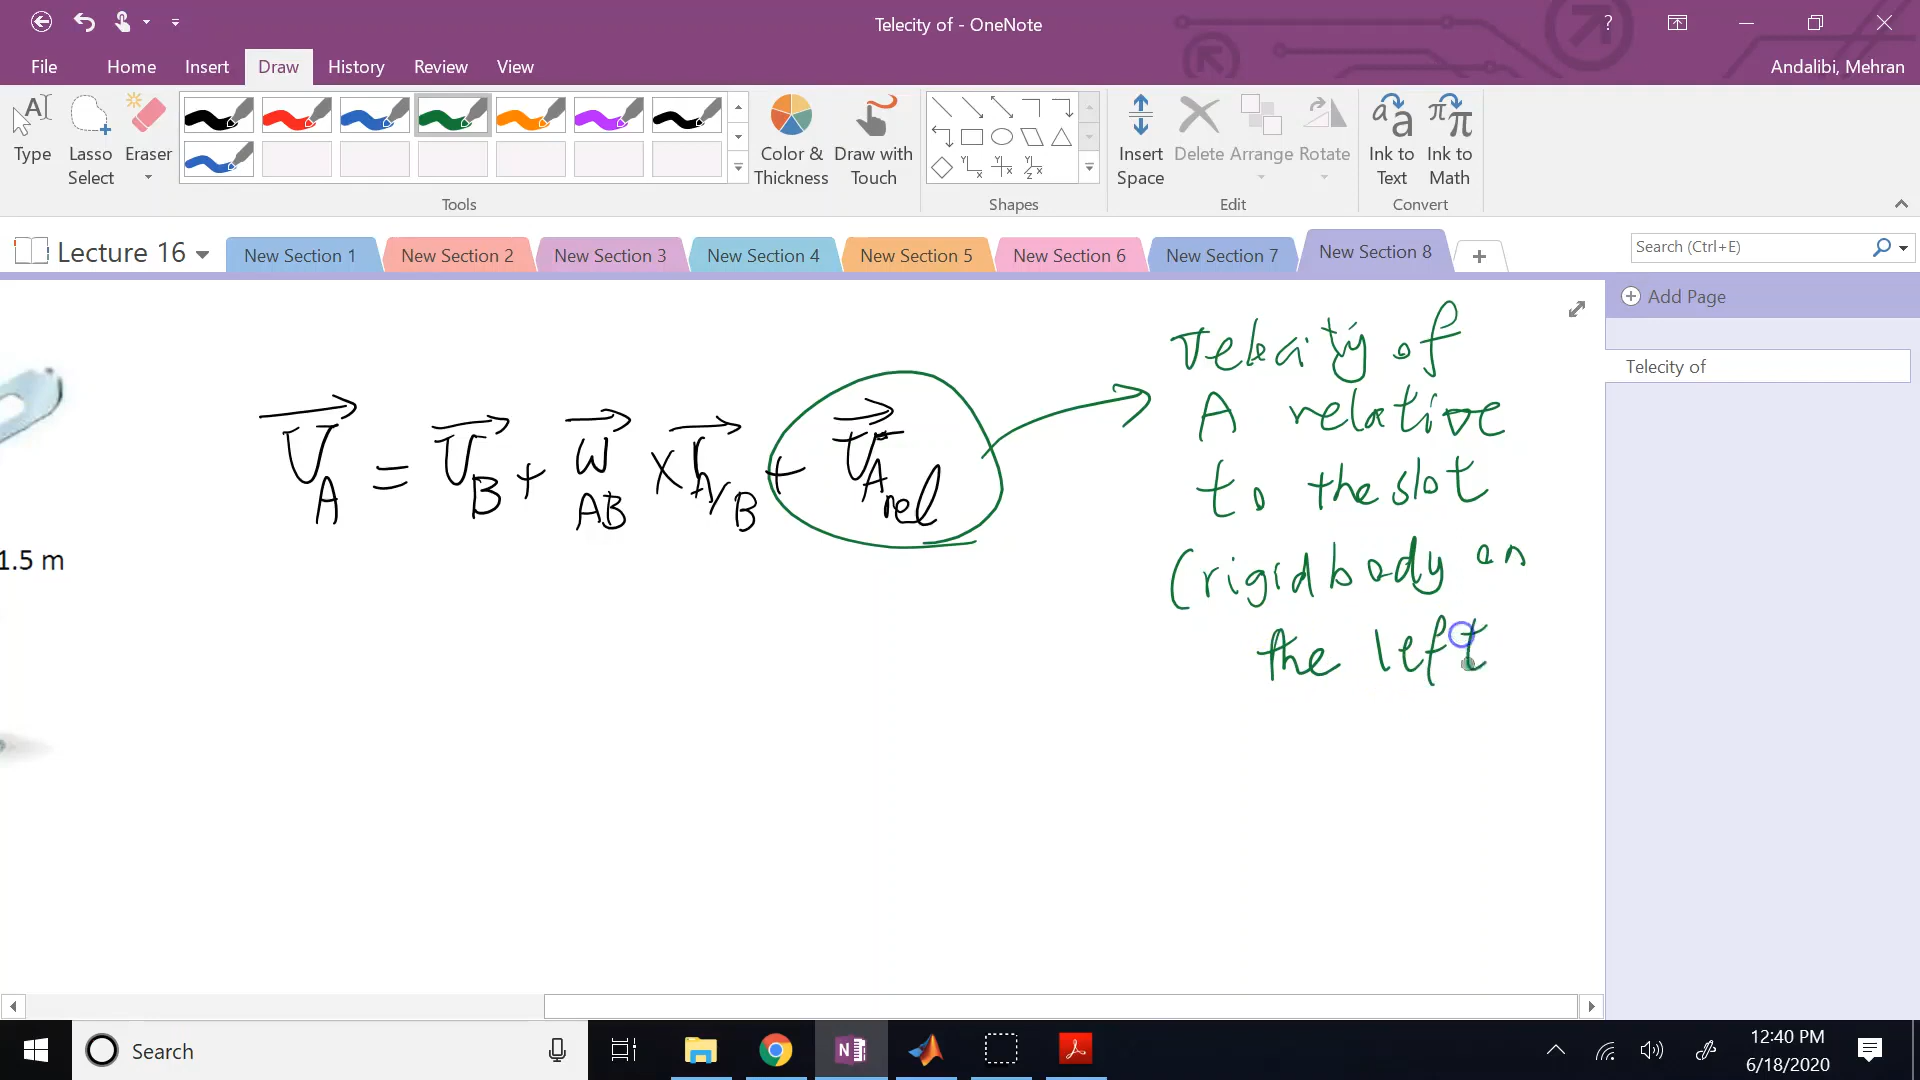 Telecity of - OneNote
?
File
Home
Insert
Draw
History
Review
View
Andalibi, Mehran
Type
Lasso Select
Eraser
Color & Thickness
Draw with Touch
Insert Space
Delete
Arrange
Rotate
Ink to Text
Ink to Math
Tools
Shapes
Edit
Convert
Lecture 16
New Section 1
New Section 2
New Section 3
New Section 4
New Section 5
New Section 6
New Section 7
New Section 8
Search (Ctrl+E)
Add Page
Telecity of
V_A = V_B + ω_AB × r_A/B + V_A rel
Velocity of
A relative
to the slot
(rigid body on
the left
1.5 m
Search
12:40 PM
6/18/2020